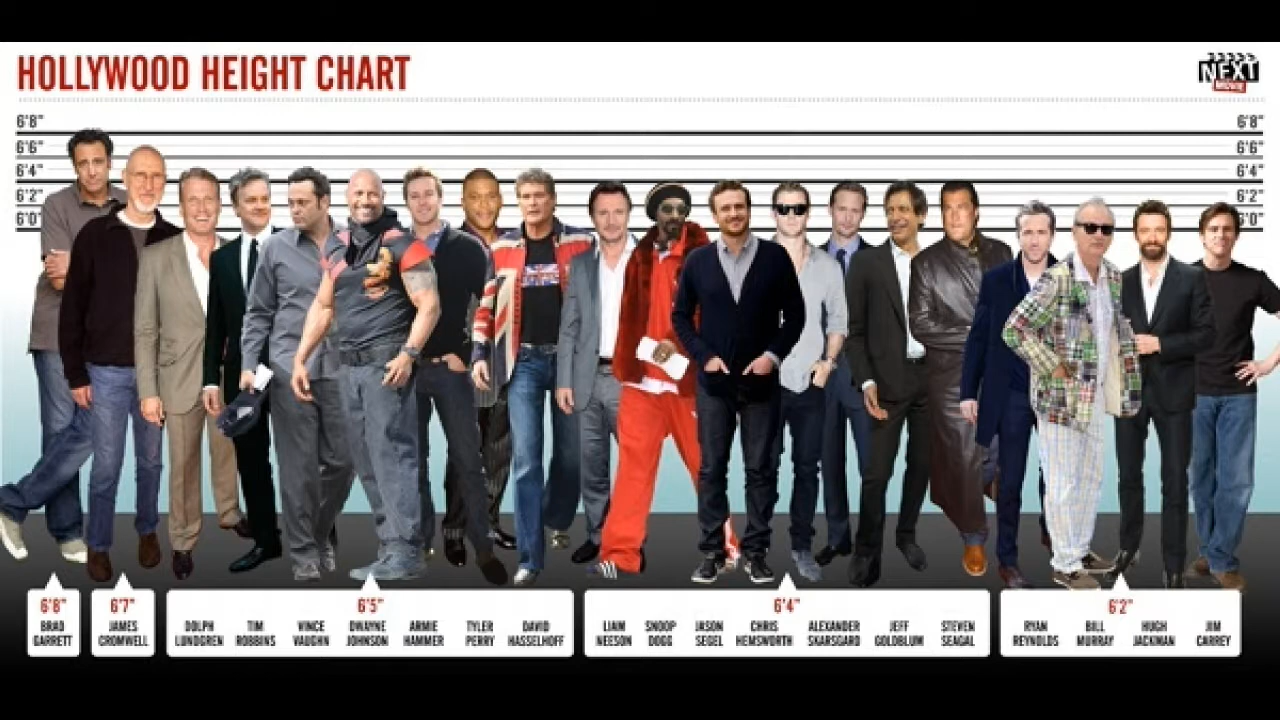 HOLLYWOOD HEIGHT CHART
NEXT
MOVIE
6'8" 6'8"
6'6" 6'6"
6'4" 6'4"
6'2" 6'2"
6'0" 6'0"
6'8"
BRAD
GARRETT
6'7"
JAMES
CROMWELL
6'5"
DOLPH
LUNDGREN
TIM
ROBBINS
VINCE
VAUGHN
DWAYNE
JOHNSON
ARMIE
HAMMER
TYLER
PERRY
DAVID
HASSELHOFF
6'4"
LIAM
NEESON
SNOOP
DOGG
JASON
SEGEL
CHRIS
HEMSWORTH
ALEXANDER
SKARSGARD
JEFF
GOLDBLUM
STEVEN
SEAGAL
6'2"
RYAN
REYNOLDS
BILL
MURRAY
HUGH
JACKMAN
JIM
CARREY